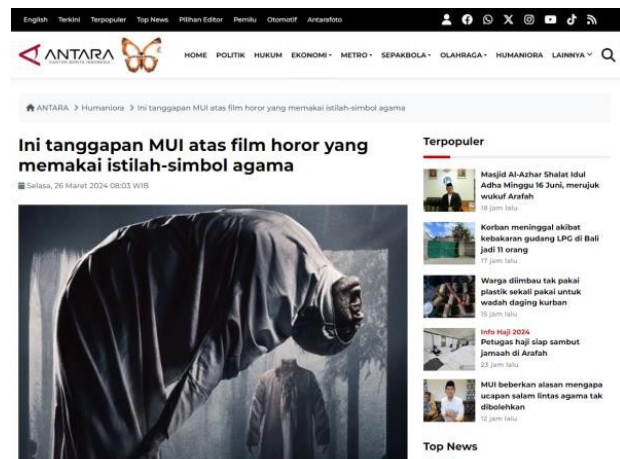 English Terkini Terpopuler Top News Pilihan Editor Pemilu Otomotif Antarafoto
ANTARA
KANTOR BERITA INDONESIA
HOME POLITIK HUKUM EKONOMI METRO SEPAKBOLA OLAHRAGA HUMANIORA LAINNYA
ANTARA > Humaniora > Ini tanggapan MUI atas film horor yang memakai istilah-simbol agama
Ini tanggapan MUI atas film horor yang
memakai istilah-simbol agama
Selasa, 26 Maret 2024 08:03 WIB
Terpopuler
Masjid Al-Azhar Shalat Idul
Adha Minggu 16 Juni, merujuk
wukuf Arafah
18 jam lalu
Korban meninggal akibat
kebakaran gudang LPG di Bali
jadi 11 orang
17 jam lalu
Warga diimbau tak pakai
plastik sekali pakai untuk
wadah daging kurban
15 jam lalu
Info Haji 2024
Petugas haji siap sambut
jamaah di Arafah
23 jam lalu
MUI beberkan alasan mengapa
ucapan salam lintas agama tak
dibolehkan
12 jam lalu
Top News